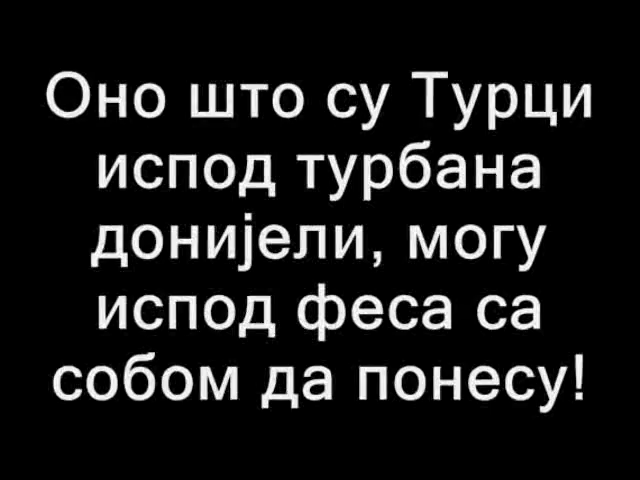 Оно што су Турци
испод турбана
донијели, могу
испод феса са
собом да понесу!